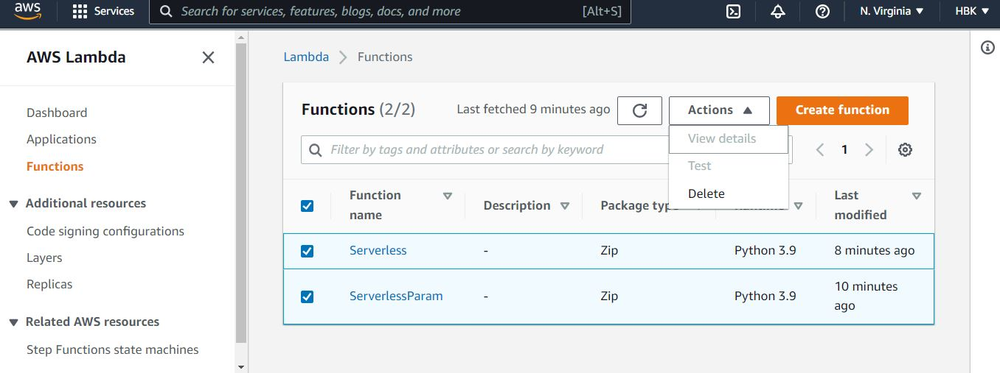 aws
Services
Search for services, features, blogs, docs, and more
[Alt+S]
N. Virginia
HBK
AWS Lambda
Dashboard
Applications
Functions
Additional resources
Code signing configurations
Layers
Replicas
Related AWS resources
Step Functions state machines
Lambda
Functions
Functions (2/2)
Last fetched 9 minutes ago
Actions
Create function
View details
Test
Delete
Filter by tags and attributes or search by keyword
1
Function
name
Description
Package type
Runtime
Last
modified
Serverless
-
Zip
Python 3.9
8 minutes ago
ServerlessParam
-
Zip
Python 3.9
10 minutes
ago